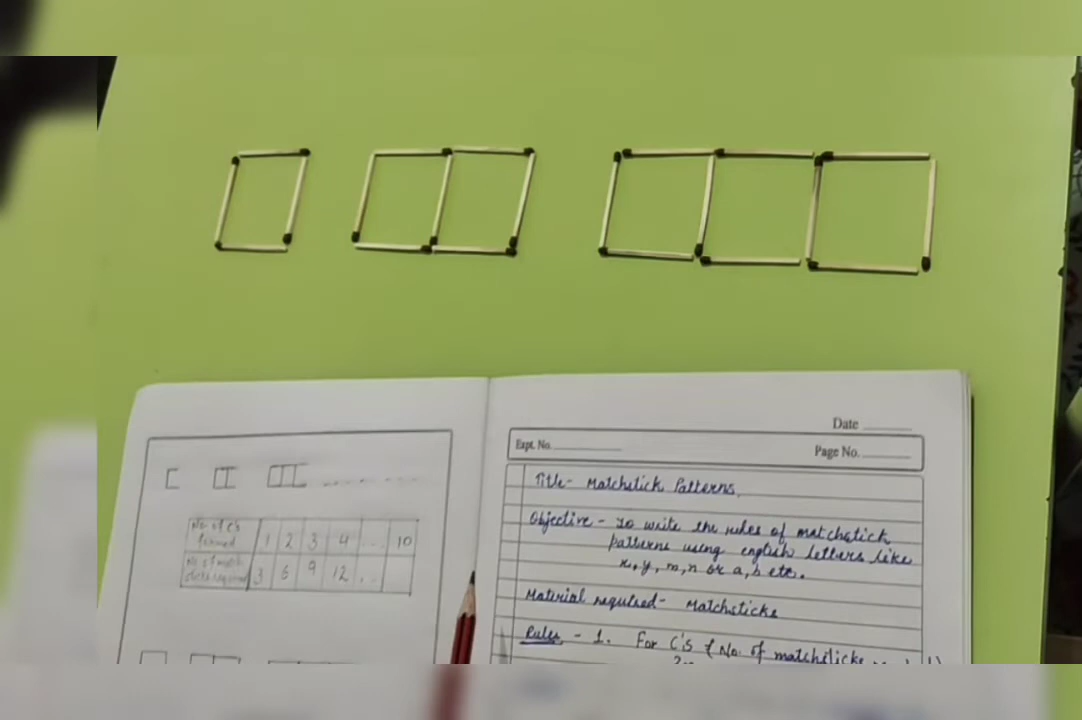 No. of C's formed 1 2 3 4 ... 10
No. of match sticks required 3 6 9 12 ..
Date
Expt. No.
Page No.
Title- Matchstick Patterns.
Objective - To write the rules of matchstick
patterns using english letters like
x, y, m, n or a, b etc.
Material required- Matchsticks
Rules - 1. For C's { No. of matchsticks